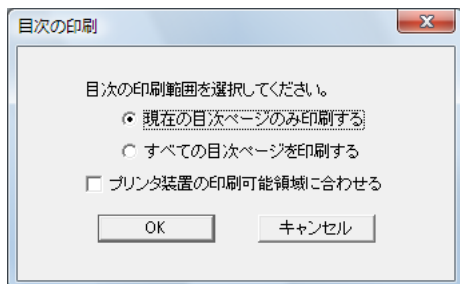 目次の印刷
目次の印刷範囲を選択してください。
現在の目次ページのみ印刷する
すべての目次ページを印刷する
プリンタ装置の印刷可能領域に合わせる
OK キャンセル